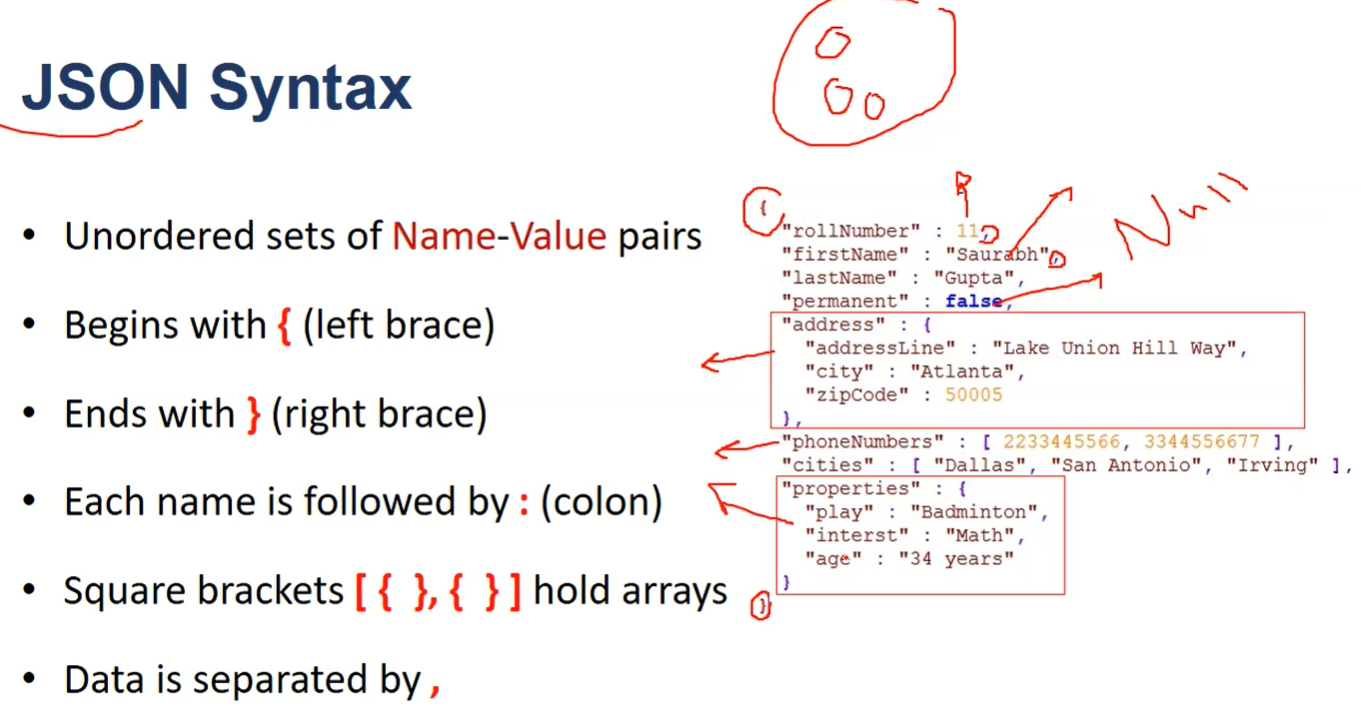 JSON Syntax
• Unordered sets of Name-Value pairs
• Begins with { (left brace)
• Ends with } (right brace)
• Each name is followed by : (colon)
• Square brackets [ { }, { } ] hold arrays
• Data is separated by ,
Null
{
"rollNumber" : 11,
"firstName" : "Saurabh",
"lastName" : "Gupta",
"permanent" : false,
"address" : {
"addressLine" : "Lake Union Hill Way",
"city" : "Atlanta",
"zipCode" : 50005
},
"phoneNumbers" : [ 2233445566, 3344556677 ],
"cities" : [ "Dallas", "San Antonio", "Irving" ],
"properties" : {
"play" : "Badminton",
"interst" : "Math",
"age" : "34 years"
}
}